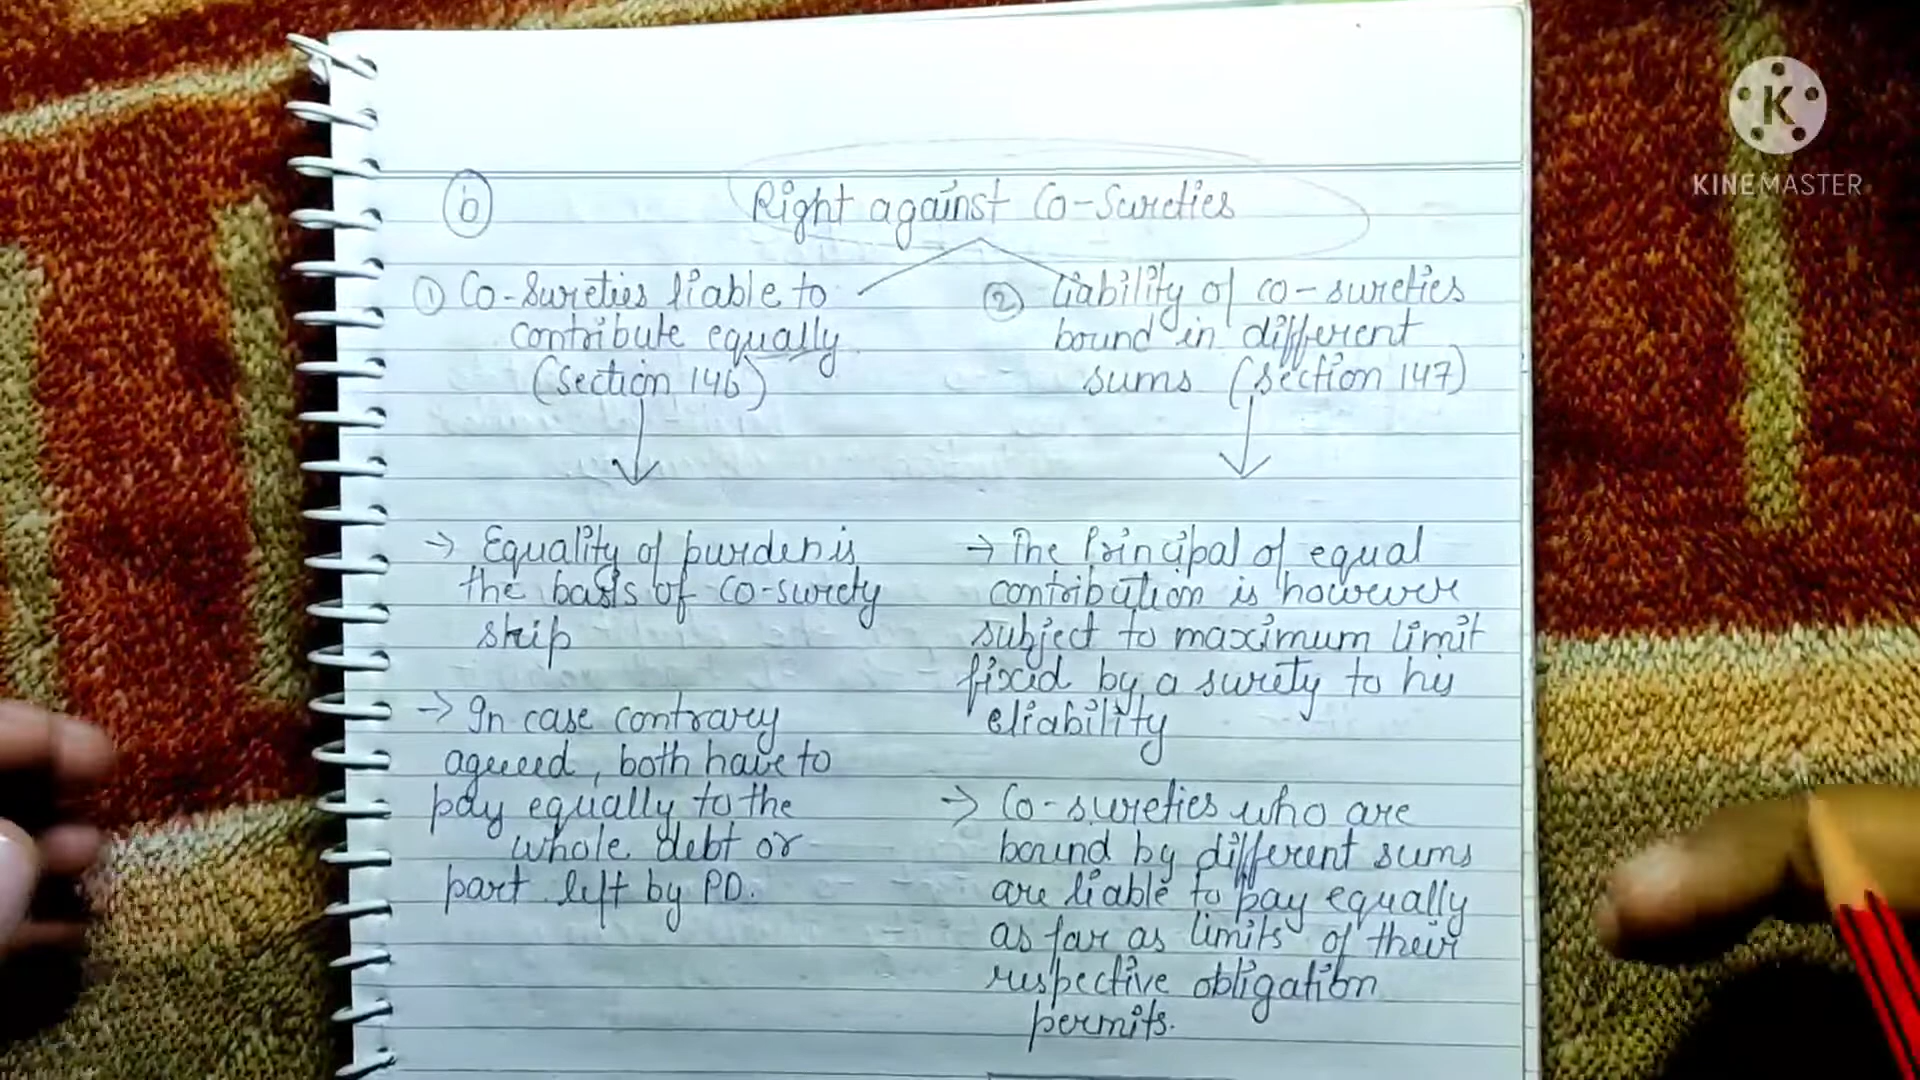 b
Right against Co-Sureties
① Co-Sureties liable to
contribute equally
(section 146)
② Liability of co-sureties
bound in different
sums (section 147)
→ Equality of burden is
the basis of co-surety
ship
→ In case contrary
agreed, both have to
pay equally to the
whole debt or
part left by PD.
→ The Principal of equal
contribution is however
subject to maximum limit
fixed by a surety to his
liability
→ Co-sureties who are
bound by different sums
are liable to pay equally
as far as limits of their
respective obligation
permits.
K
KINEMASTER